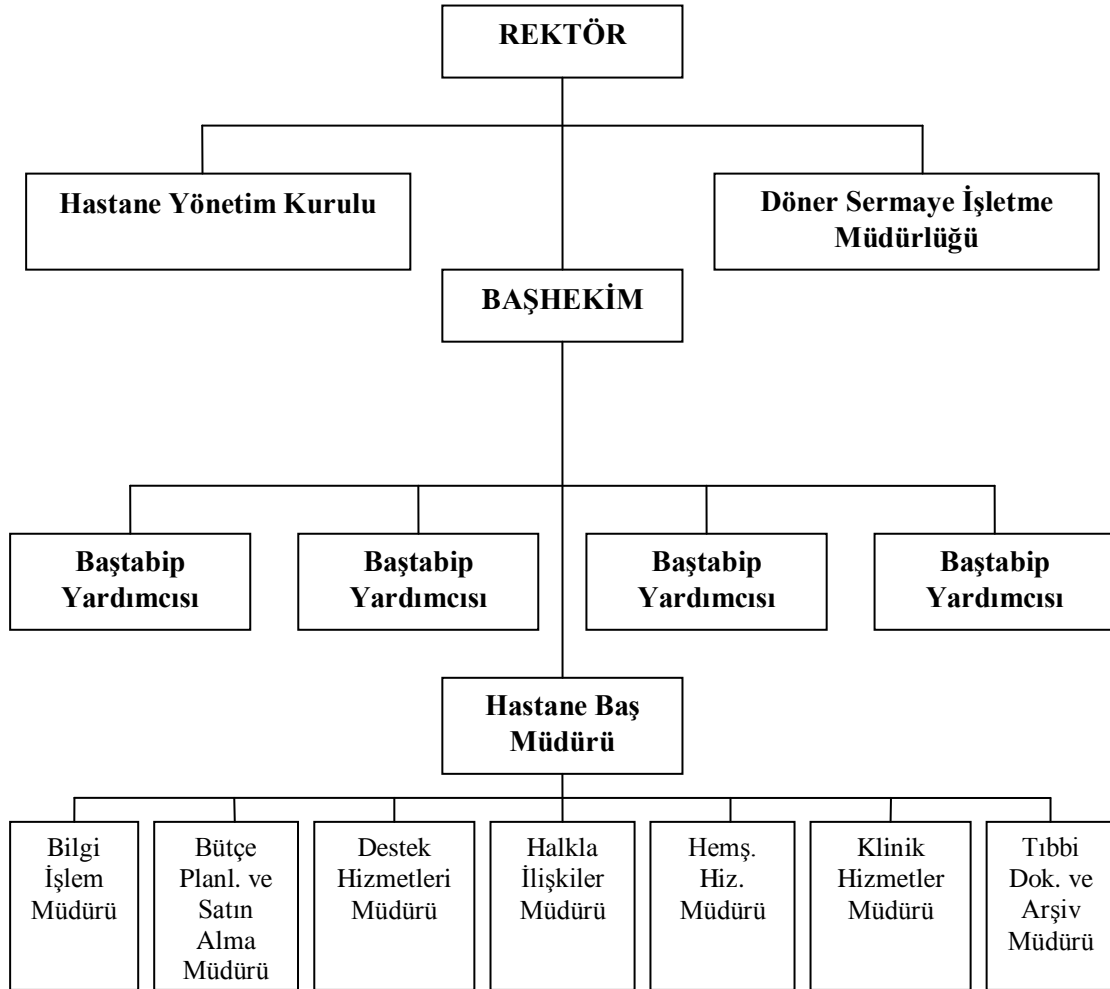 REKTÖR
Hastane Yönetim Kurulu
Döner Sermaye İşletme
Müdürlüğü
BAŞHEKİM
Baştabip
Yardımcısı
Baştabip
Yardımcısı
Baştabip
Yardımcısı
Baştabip
Yardımcısı
Hastane Baş
Müdürü
Bilgi
İşlem
Müdürü
Bütçe
Planl. ve
Satın
Alma
Müdürü
Destek
Hizmetleri
Müdürü
Halkla
İlişkiler
Müdürü
Hemş.
Hiz.
Müdürü
Klinik
Hizmetler
Müdürü
Tıbbi
Dok. ve
Arşiv
Müdürü